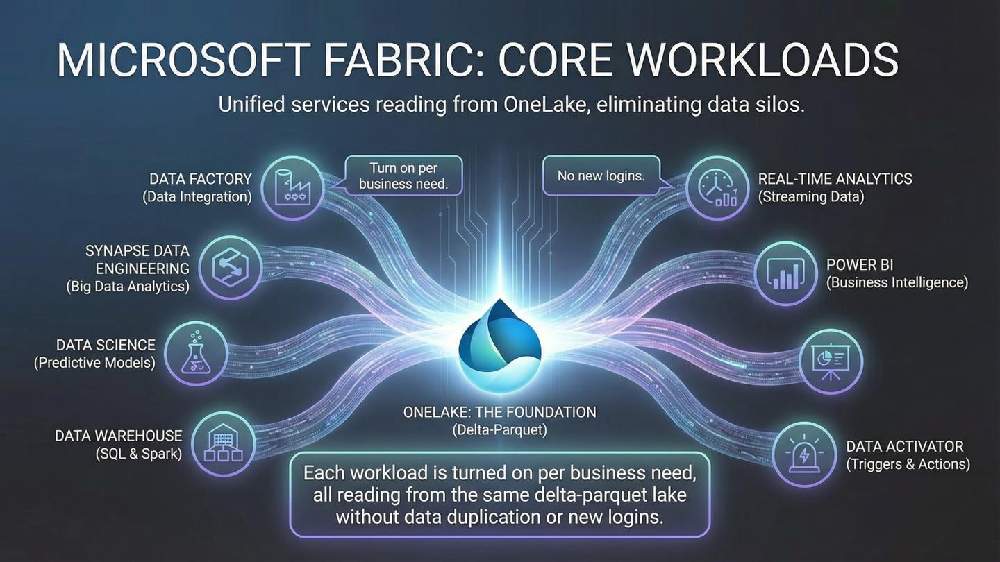 MICROSOFT FABRIC: CORE WORKLOADS
Unified services reading from OneLake, eliminating data silos.
DATA FACTORY
(Data Integration)
Turn on per
business need.
No new logins.
REAL-TIME ANALYTICS
(Streaming Data)
SYNAPSE DATA
ENGINEERING
(Big Data Analytics)
POWER BI
(Business Intelligence)
DATA SCIENCE
(Predictive Models)
DATA WAREHOUSE
(SQL & Spark)
ONELAKE: THE FOUNDATION
(Delta-Parquet)
DATA ACTIVATOR
(Triggers & Actions)
Each workload is turned on per business need,
all reading from the same delta-parquet lake
without data duplication or new logins.